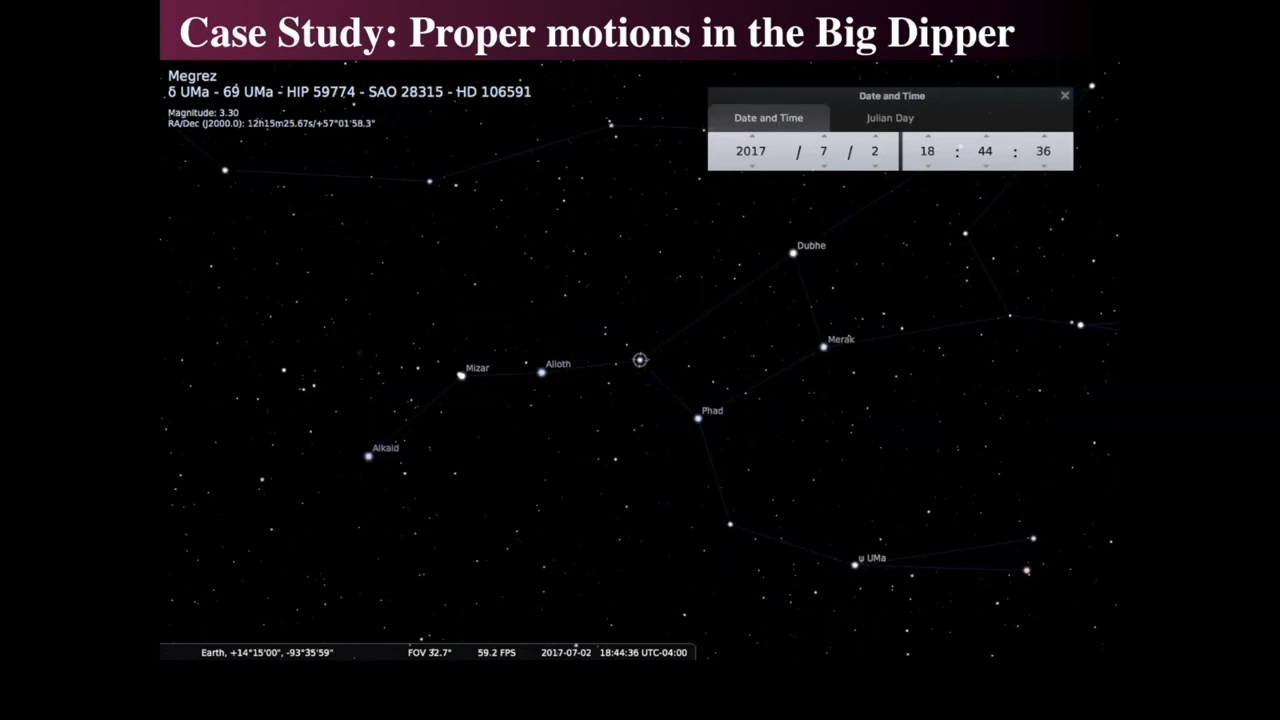 Case Study: Proper motions in the Big Dipper
Megrez
δ UMa - 69 UMa - HIP 59774 - SAO 28315 - HD 106591
Magnitude: 3.30
RA/Dec (J2000.0): 12h15m25.67s/+57°01'58.3"
Date and Time
Date and Time Julian Day
2017 / 7 / 2 18 : 44 : 36
Dubhe
Merak
Alioth
Mizar
Phad
Alkaid
ψ UMa
Earth, +14°15'00", -93°35'59" FOV 32.7° 59.2 FPS 2017-07-02 18:44:36 UTC-04:00